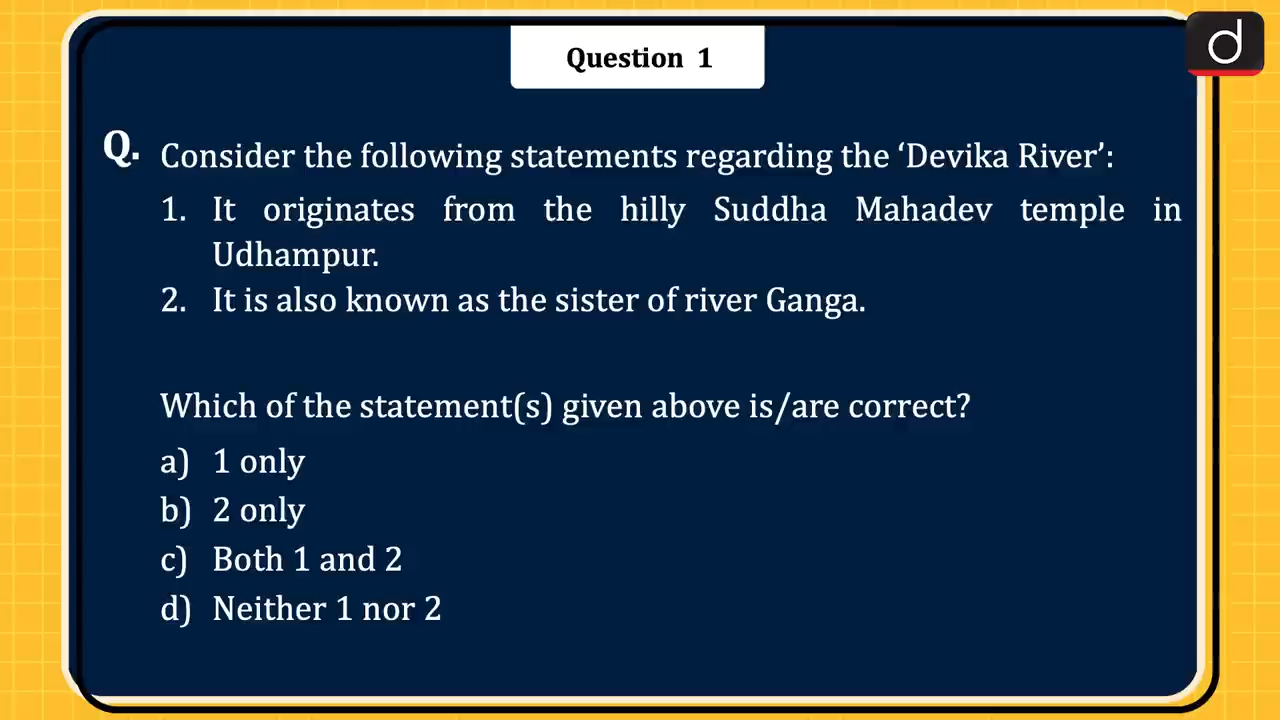 Question 1
d
Q. Consider the following statements regarding the ‘Devika River’:
1. It originates from the hilly Suddha Mahadev temple in
Udhampur.
2. It is also known as the sister of river Ganga.
Which of the statement(s) given above is/are correct?
a) 1 only
b) 2 only
c) Both 1 and 2
d) Neither 1 nor 2